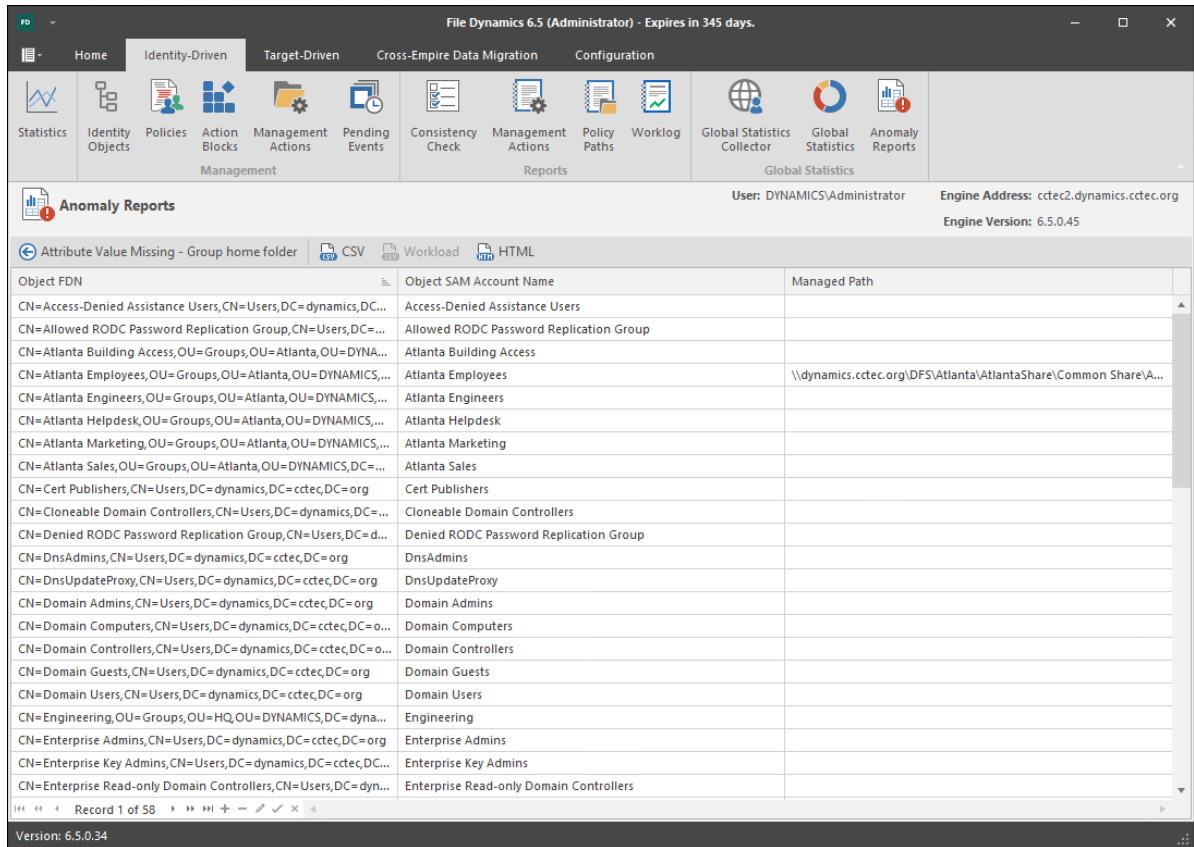 FD
File Dynamics 6.5 (Administrator) - Expires in 345 days.
Home Identity-Driven Target-Driven Cross-Empire Data Migration Configuration
Statistics Identity Objects Policies Action Blocks Management Actions Pending Events Consistency Check Management Actions Policy Paths Worklog Global Statistics Collector Global Statistics Anomaly Reports
Management Reports Global Statistics
Anomaly Reports
User: DYNAMICS\Administrator Engine Address: cctec2.dynamics.cctec.org
Engine Version: 6.5.0.45
Attribute Value Missing - Group home folder CSV CSV CSV Workload HTM HTML
Object FDN Object SAM Account Name Managed Path
CN=Access-Denied Assistance Users,CN=Users,DC=dynamics,DC... Access-Denied Assistance Users
CN=Allowed RODC Password Replication Group,CN=Users,DC=... Allowed RODC Password Replication Group
CN=Atlanta Building Access,OU=Groups,OU=Atlanta,OU=DYNA... Atlanta Building Access
CN=Atlanta Employees,OU=Groups,OU=Atlanta,OU=DYNAMICS,... Atlanta Employees \\dynamics.cctec.org\DFS\Atlanta\AtlantaShare\Common Share\A...
CN=Atlanta Engineers,OU=Groups,OU=Atlanta,OU=DYNAMICS,... Atlanta Engineers
CN=Atlanta Helpdesk,OU=Groups,OU=Atlanta,OU=DYNAMICS,... Atlanta Helpdesk
CN=Atlanta Marketing,OU=Groups,OU=Atlanta,OU=DYNAMICS,... Atlanta Marketing
CN=Atlanta Sales,OU=Groups,OU=Atlanta,OU=DYNAMICS,DC=... Atlanta Sales
CN=Cert Publishers,CN=Users,DC=dynamics,DC=cctec,DC=org Cert Publishers
CN=Cloneable Domain Controllers,CN=Users,DC=dynamics,DC=... Cloneable Domain Controllers
CN=Denied RODC Password Replication Group,CN=Users,DC=d... Denied RODC Password Replication Group
CN=DnsAdmins,CN=Users,DC=dynamics,DC=cctec,DC=org DnsAdmins
CN=DnsUpdateProxy,CN=Users,DC=dynamics,DC=cctec,DC=org DnsUpdateProxy
CN=Domain Admins,CN=Users,DC=dynamics,DC=cctec,DC=org Domain Admins
CN=Domain Computers,CN=Users,DC=dynamics,DC=cctec,DC=o... Domain Computers
CN=Domain Controllers,CN=Users,DC=dynamics,DC=cctec,DC=o... Domain Controllers
CN=Domain Guests,CN=Users,DC=dynamics,DC=cctec,DC=org Domain Guests
CN=Domain Users,CN=Users,DC=dynamics,DC=cctec,DC=org Domain Users
CN=Engineering,OU=Groups,OU=HQ,OU=DYNAMICS,DC=dyna... Engineering
CN=Enterprise Admins,CN=Users,DC=dynamics,DC=cctec,DC=org Enterprise Admins
CN=Enterprise Key Admins,CN=Users,DC=dynamics,DC=cctec,DC... Enterprise Key Admins
CN=Enterprise Read-only Domain Controllers,CN=Users,DC=dyn... Enterprise Read-only Domain Controllers
Record 1 of 58
Version: 6.5.0.34